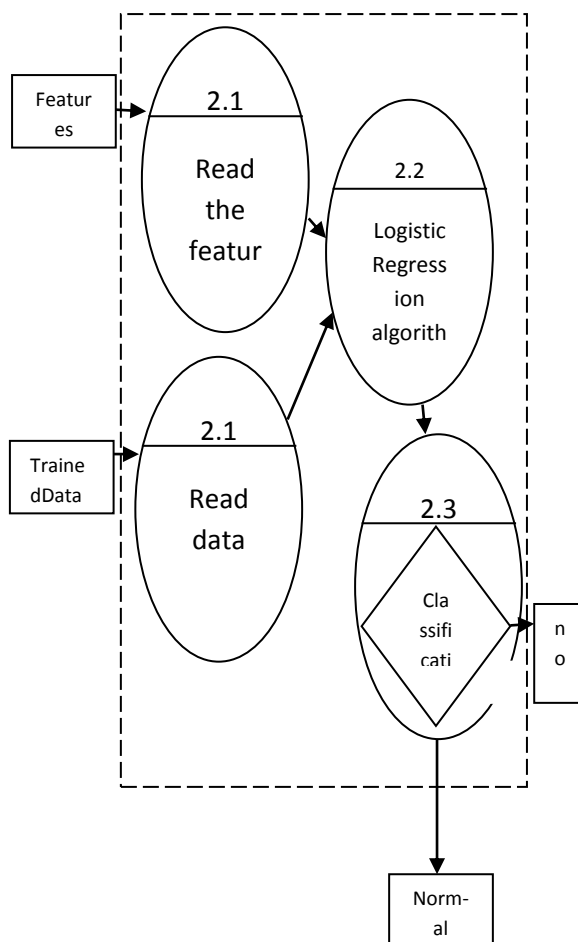 Featur
es
2.1
Read
the
featur
2.2
Logistic
Regress
ion
algorith
Traine
dData
2.1
Read
data
2.3
Cla
ssifi
cati
n
o
Norm-
al